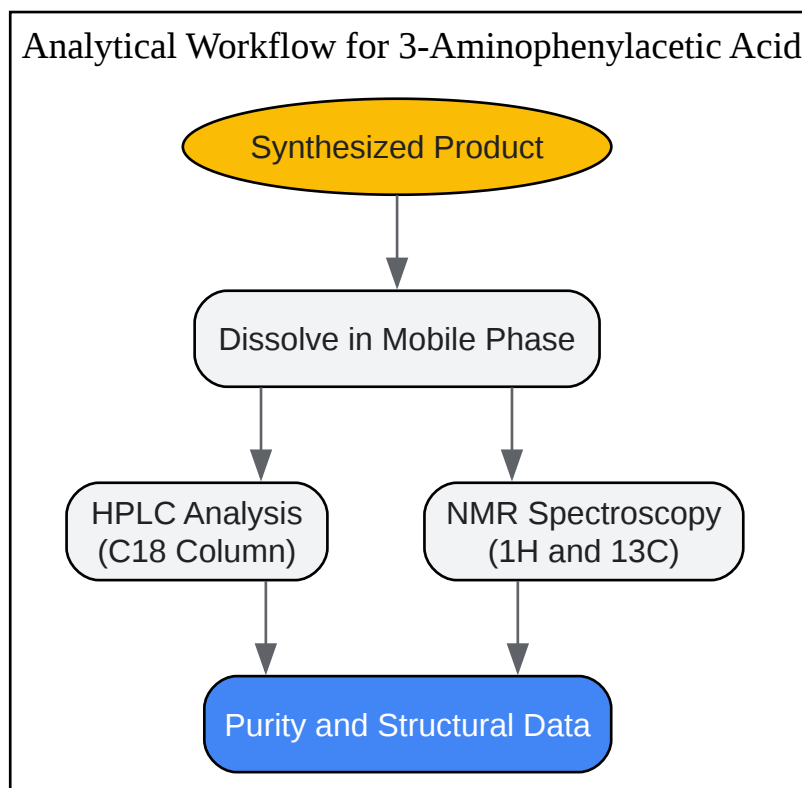 Analytical Workflow for 3-Aminophenylacetic Acid
Synthesized Product
Dissolve in Mobile Phase
HPLC Analysis
(C18 Column)
NMR Spectroscopy
(1H and 13C)
Purity and Structural Data